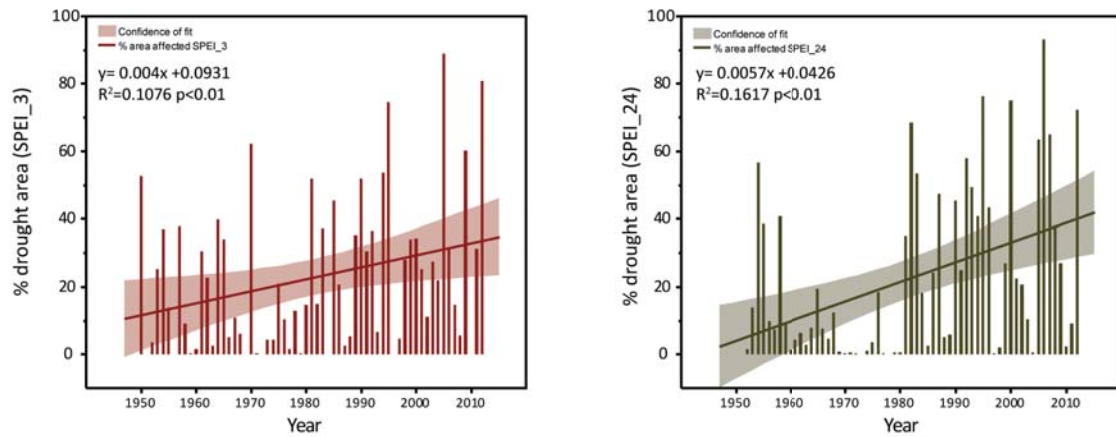 100
80
60
40
20
0
% drought area (SPEI_3)
Confidence of fit
% area affected SPEI_3
y= 0.004x +0.0931
R²=0.1076 p<0.01
1950 1960 1970 1980 1990 2000 2010
Year
100
80
60
40
20
0
% drought area (SPEI_24)
Confidence of fit
% area affected SPEI_24
y= 0.0057x +0.0426
R²=0.1617 p<0.01
1950 1960 1970 1980 1990 2000 2010
Year